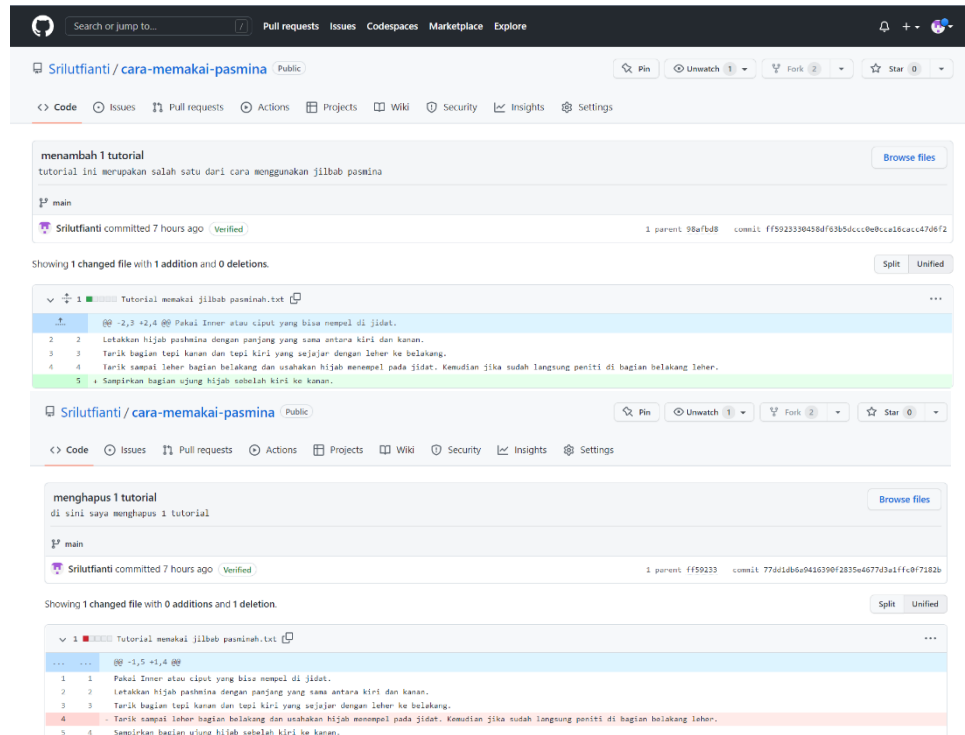 Search or jump to... / Pull requests Issues Codespaces Marketplace Explore
Srilutfianti / cara-memakai-pasmina Public Pin Unwatch 1 Fork 2 Star 0
Code Issues Pull requests Actions Projects Wiki Security Insights Settings
menambah 1 tutorial Browse files
tutorial ini merupakan salah satu dari cara menggunakan jilbab pasmina
main
Srilutfianti committed 7 hours ago Verified 1 parent 98afbd8 commit ff5923330458df63b5dccc0e0cca16cacc47d6f2
Showing 1 changed file with 1 addition and 0 deletions. Split Unified
1 Tutorial memakai jilbab pasminah.txt ...
@@ -2,3 +2,4 @@ Pakai Inner atau ciput yang bisa nempel di jidat.
2 2 Letakkan hijab pashmina dengan panjang yang sama antara kiri dan kanan.
3 3 Tarik bagian tepi kanan dan tepi kiri yang sejajar dengan leher ke belakang.
4 4 Tarik sampai leher bagian belakang dan usahakan hijab menempel pada jidat. Kemudian jika sudah langsung peniti di bagian belakang leher.
5 + Sampirkan bagian ujung hijab sebelah kiri ke kanan.
Srilutfianti / cara-memakai-pasmina Public Pin Unwatch 1 Fork 2 Star 0
Code Issues Pull requests Actions Projects Wiki Security Insights Settings
menghapus 1 tutorial Browse files
di sini saya menghapus 1 tutorial
main
Srilutfianti committed 7 hours ago Verified 1 parent ff59233 commit 77dd1db6a9416390f2835e4677d3a1ffc0f7182b
Showing 1 changed file with 0 additions and 1 deletion. Split Unified
1 Tutorial memakai jilbab pasminah.txt ...
... ... @@ -1,5 +1,4 @@
1 1 Pakai Inner atau ciput yang bisa nempel di jidat.
2 2 Letakkan hijab pashmina dengan panjang yang sama antara kiri dan kanan.
3 3 Tarik bagian tepi kanan dan tepi kiri yang sejajar dengan leher ke belakang.
4 - Tarik sampai leher bagian belakang dan usahakan hijab menempel pada jidat. Kemudian jika sudah langsung peniti di bagian belakang leher.
5 4 Sampirkan bagian ujung hijab sebelah kiri ke kanan.